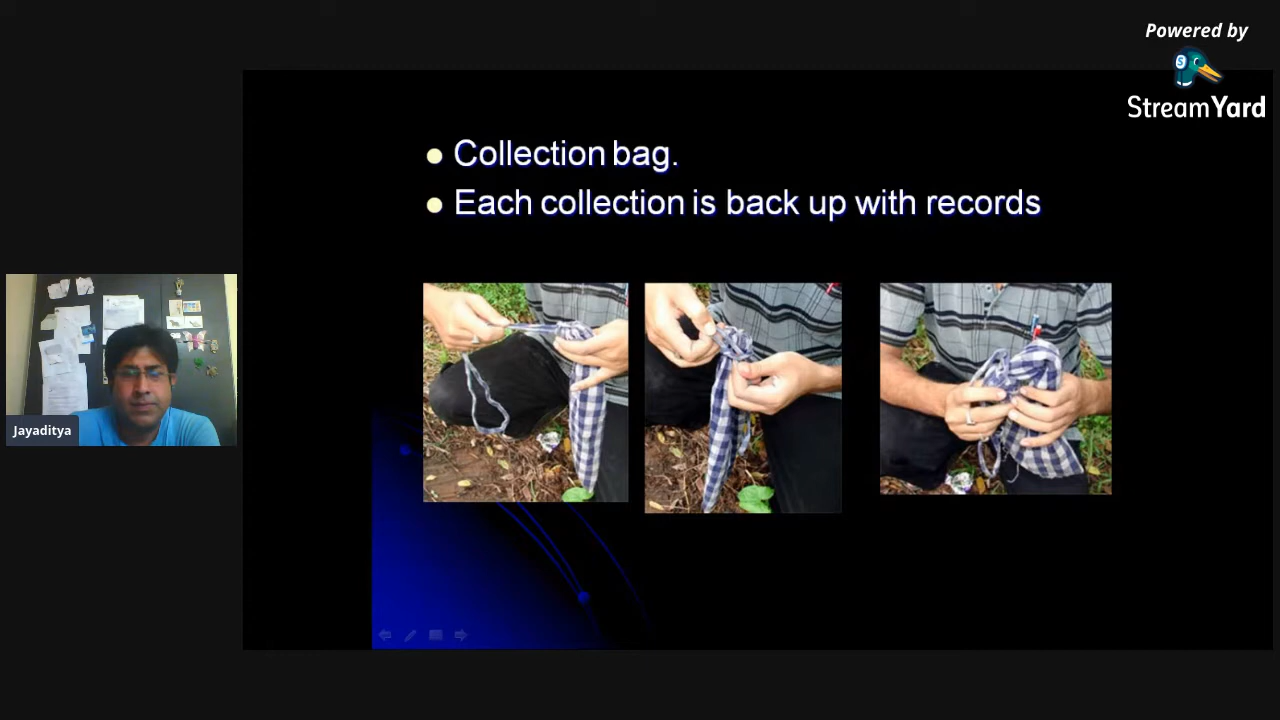 Powered by
StreamYard
Collection bag.
Each collection is back up with records
Jayaditya